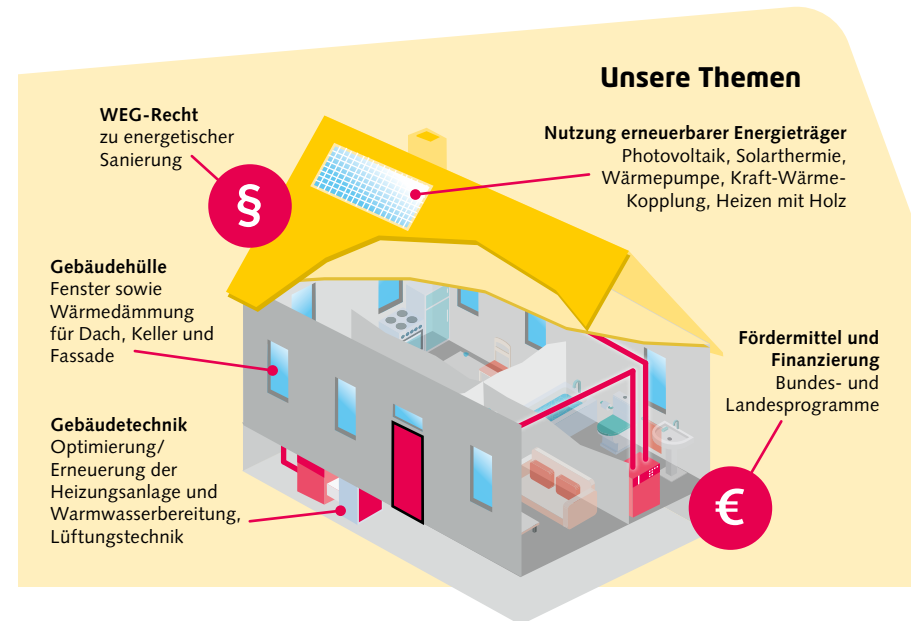 Unsere Themen
WEG-Recht
zu energetischer
Sanierung
§
Nutzung erneuerbarer Energieträger
Photovoltaik, Solarthermie,
Wärmepumpe, Kraft-Wärme-
Kopplung, Heizen mit Holz
Gebäudehülle
Fenster sowie
Wärmedämmung
für Dach, Keller und
Fassade
Fördermittel und
Finanzierung
Bundes- und
Landesprogramme
€
Gebäudetechnik
Optimierung/
Erneuerung der
Heizungsanlage und
Warmwasserbereitung,
Lüftungstechnik